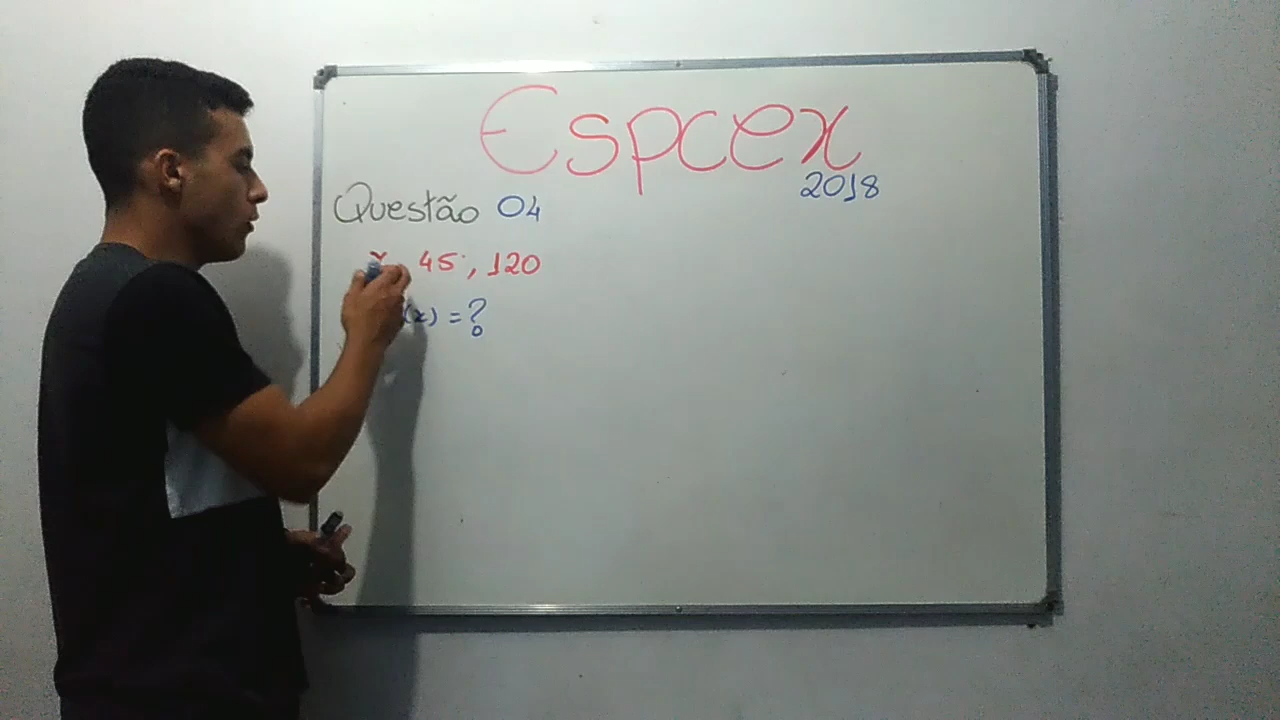 Espcex
2018
Questão 04
x, 45, 120
(x) = ?